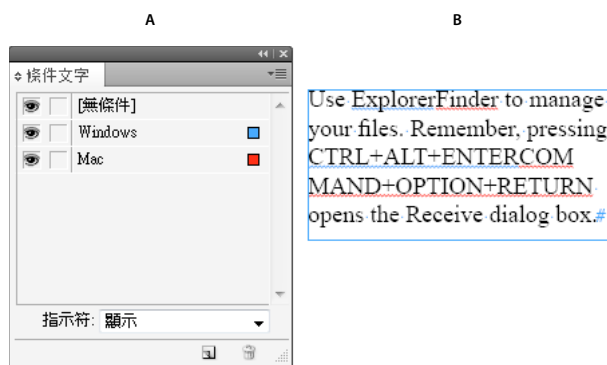 A
B
條件文字
[無條件]
Windows
Mac
指示符: 顯示
Use ExplorerFinder to manage
your files. Remember, pressing
CTRL+ALT+ENTERCOM
MAND+OPTION+RETURN
opens the Receive dialog box.#